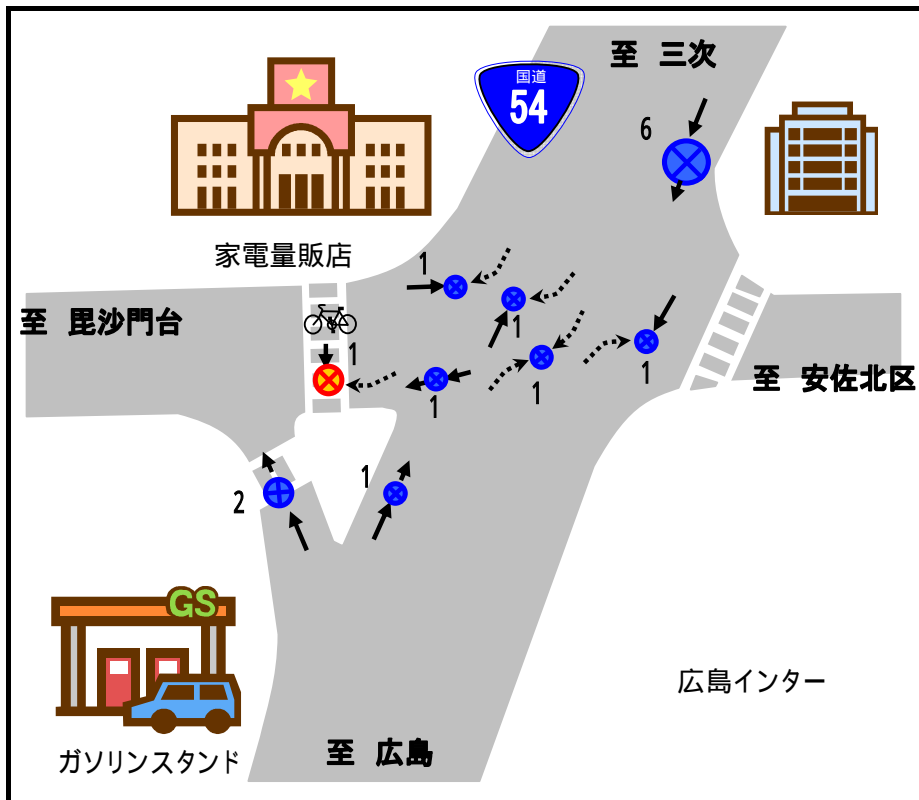 至 三次
国道
54
6
家電量販店
1
1
至 毘沙門台
1
1
1
1
至 安佐北区
1
2
GS
広島インター
至 広島
ガソリンスタンド